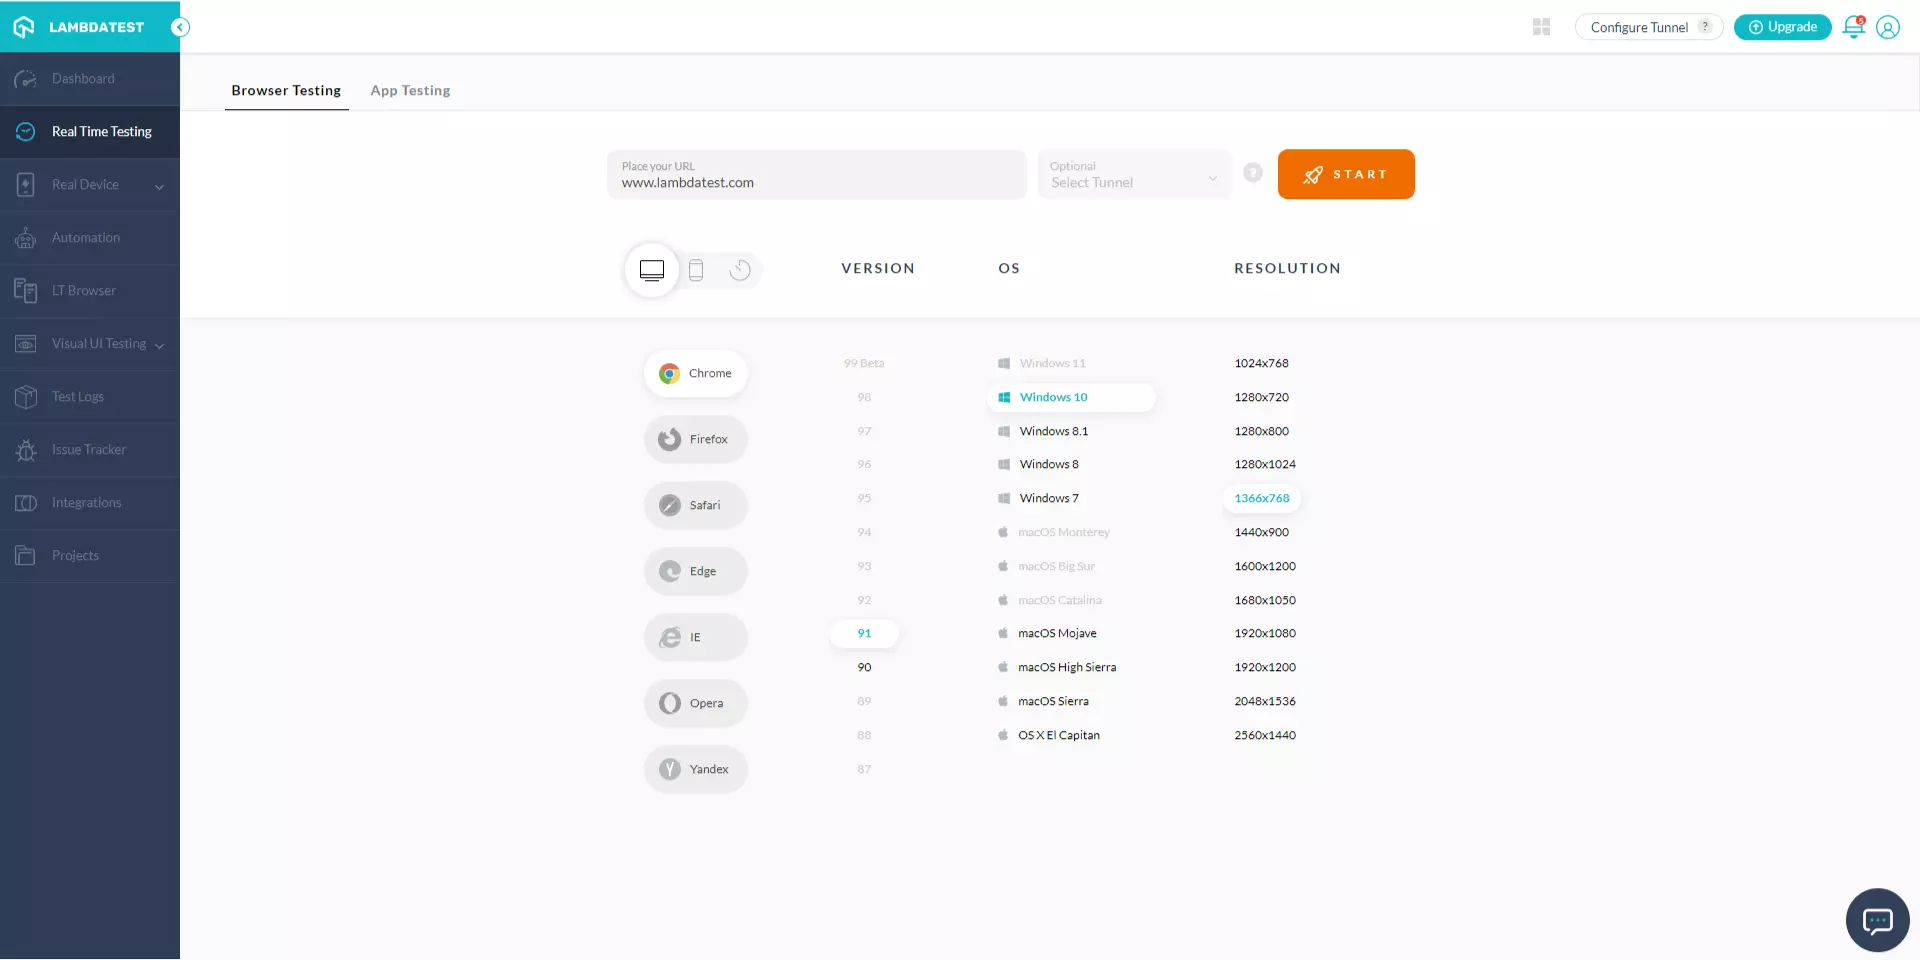 LAMBDATEST
Configure Tunnel ?
Upgrade
5
Dashboard
Real Time Testing
Real Device
Automation
LT Browser
Visual UI Testing
Test Logs
Issue Tracker
Integrations
Projects
Browser Testing
App Testing
Place your URL
www.lambdatest.com
Optional
Select Tunnel
?
START
VERSION
OS
RESOLUTION
Chrome
Firefox
Safari
Edge
IE
Opera
Yandex
99 Beta
98
97
96
95
94
93
92
91
90
89
88
87
Windows 11
Windows 10
Windows 8.1
Windows 8
Windows 7
macOS Monterey
macOS Big Sur
macOS Catalina
macOS Mojave
macOS High Sierra
macOS Sierra
OS X El Capitan
1024x768
1280x720
1280x800
1280x1024
1366x768
1440x900
1600x1200
1680x1050
1920x1080
1920x1200
2048x1536
2560x1440